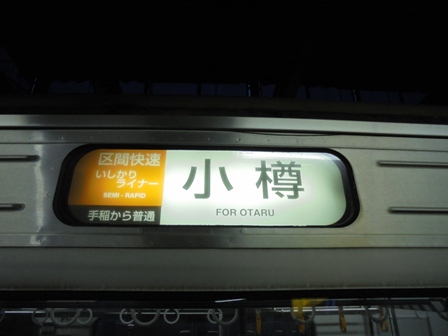 区間快速
いしかり
ライナー
SEMI-RAPID
手稲から普通
小樽
FOR OTARU